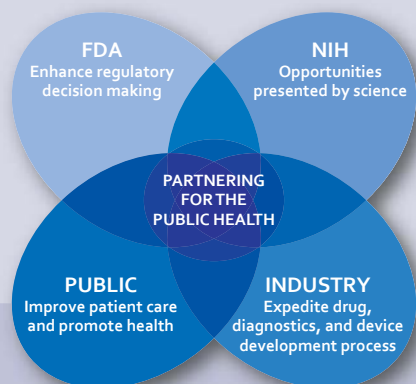 FDA
Enhance regulatory
decision making
NIH
Opportunities
presented by science
PARTNERING
FOR THE
PUBLIC HEALTH
PUBLIC
Improve patient care
and promote health
INDUSTRY
Expedite drug,
diagnostics, and device
development process